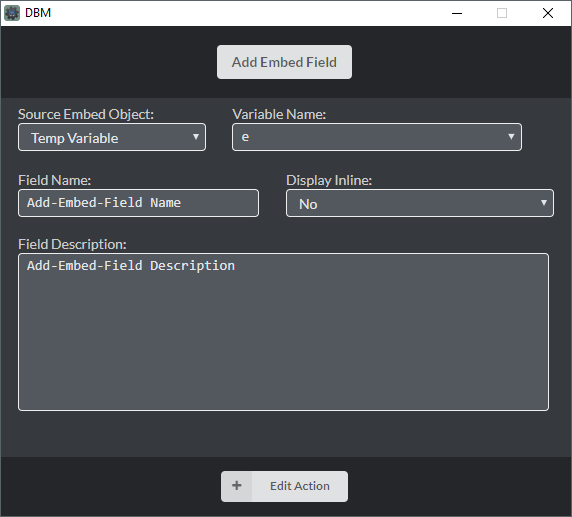 DBM
Add Embed Field
Source Embed Object: Variable Name:
Temp Variable e
Field Name: Display Inline:
Add-Embed-Field Name No
Field Description:
Add-Embed-Field Description
Edit Action